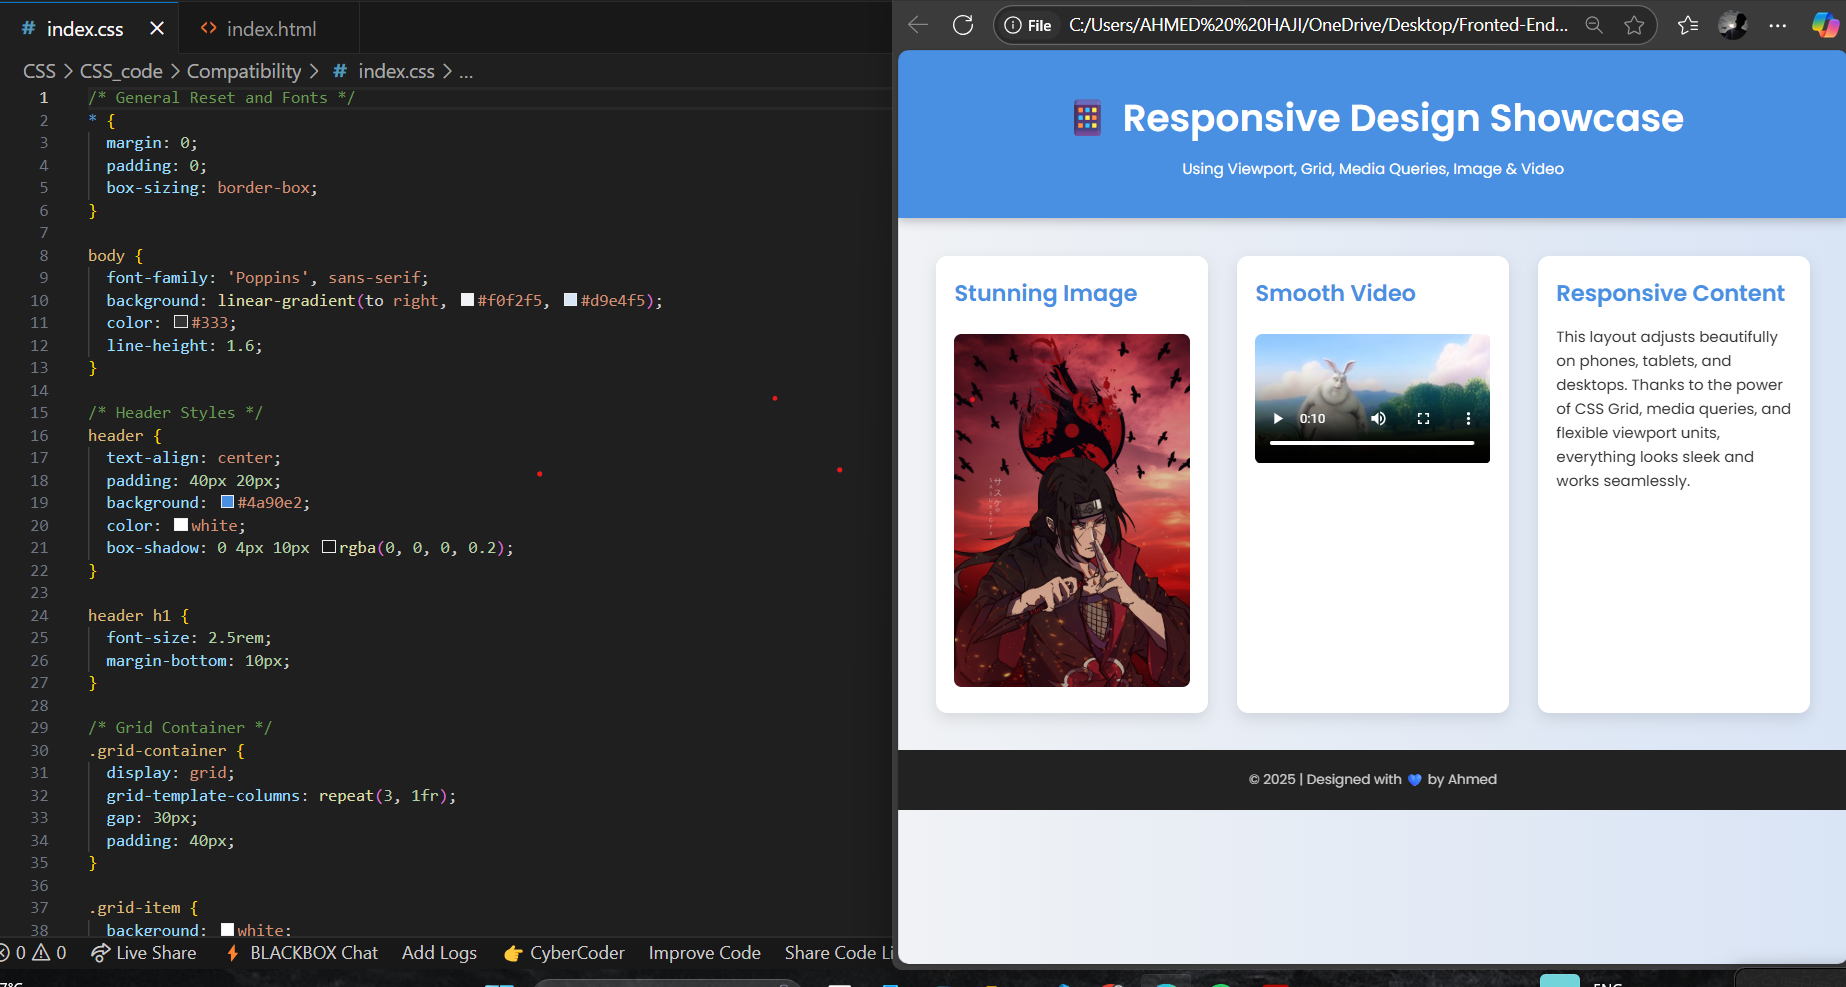 # index.css
<> index.html
CSS > CSS_code > Compatibility > # index.css > ...
1 /* General Reset and Fonts */
2 * {
3 margin: 0;
4 padding: 0;
5 box-sizing: border-box;
6 }
7
8 body {
9 font-family: 'Poppins', sans-serif;
10 background: linear-gradient(to right, #f0f2f5, #d9e4f5);
11 color: #333;
12 line-height: 1.6;
13 }
14
15 /* Header Styles */
16 header {
17 text-align: center;
18 padding: 40px 20px;
19 background: #4a90e2;
20 color: white;
21 box-shadow: 0 4px 10px rgba(0, 0, 0, 0.2);
22 }
23
24 header h1 {
25 font-size: 2.5rem;
26 margin-bottom: 10px;
27 }
28
29 /* Grid Container */
30 .grid-container {
31 display: grid;
32 grid-template-columns: repeat(3, 1fr);
33 gap: 30px;
34 padding: 40px;
35 }
36
37 .grid-item {
38 background: white;
0 0 Live Share BLACKBOX Chat Add Logs 👉 CyberCoder Improve Code Share Code Li
File C:/Users/AHMED%20%20HAJI/OneDrive/Desktop/Fronted-End...
Responsive Design Showcase
Using Viewport, Grid, Media Queries, Image & Video
Stunning Image
サスケ
Smooth Video
0:10
Responsive Content
This layout adjusts beautifully
on phones, tablets, and
desktops. Thanks to the power
of CSS Grid, media queries, and
flexible viewport units,
everything looks sleek and
works seamlessly.
© 2025 | Designed with 💙 by Ahmed
7°C
ENG